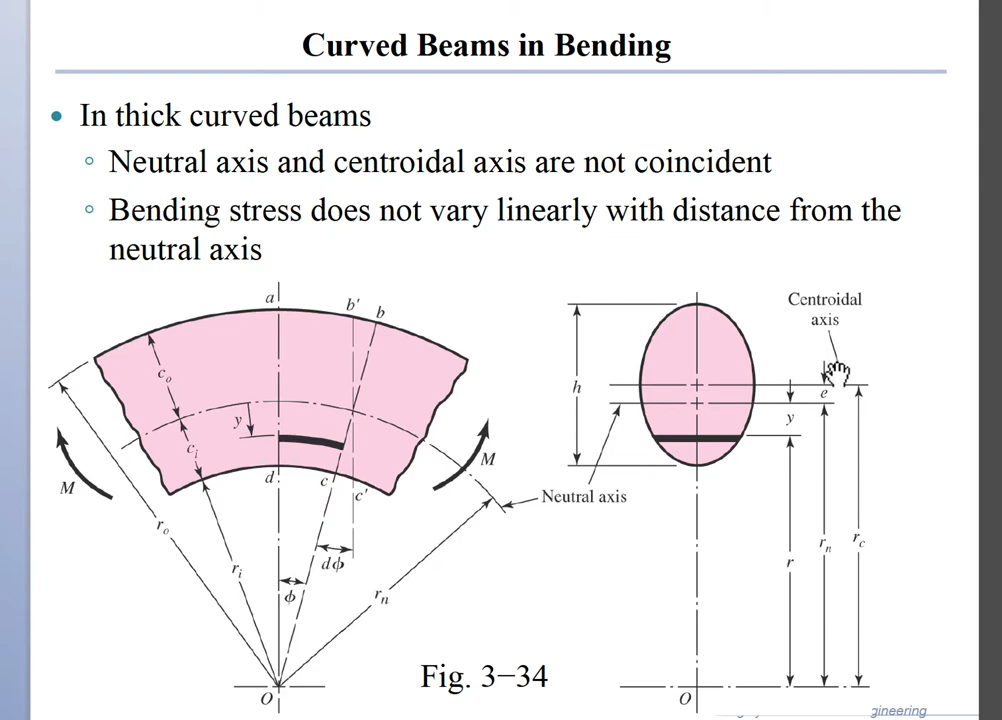 Curved Beams in Bending
In thick curved beams
Neutral axis and centroidal axis are not coincident
Bending stress does not vary linearly with distance from the
neutral axis
a
b'
b
Centroidal
axis
c_o
h
e
y
y
c_i
M
M
d
c
c'
Neutral axis
r_o
r_i
dϕ
ϕ
r_n
r
r_n
r_c
Fig. 3−34
O
O
gineering